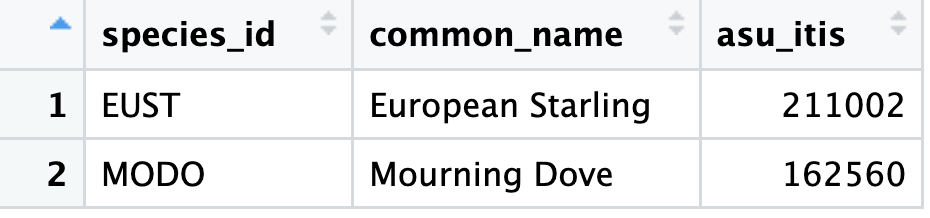 species_id common_name asu_itis
1 EUST European Starling 211002
2 MODO Mourning Dove 162560